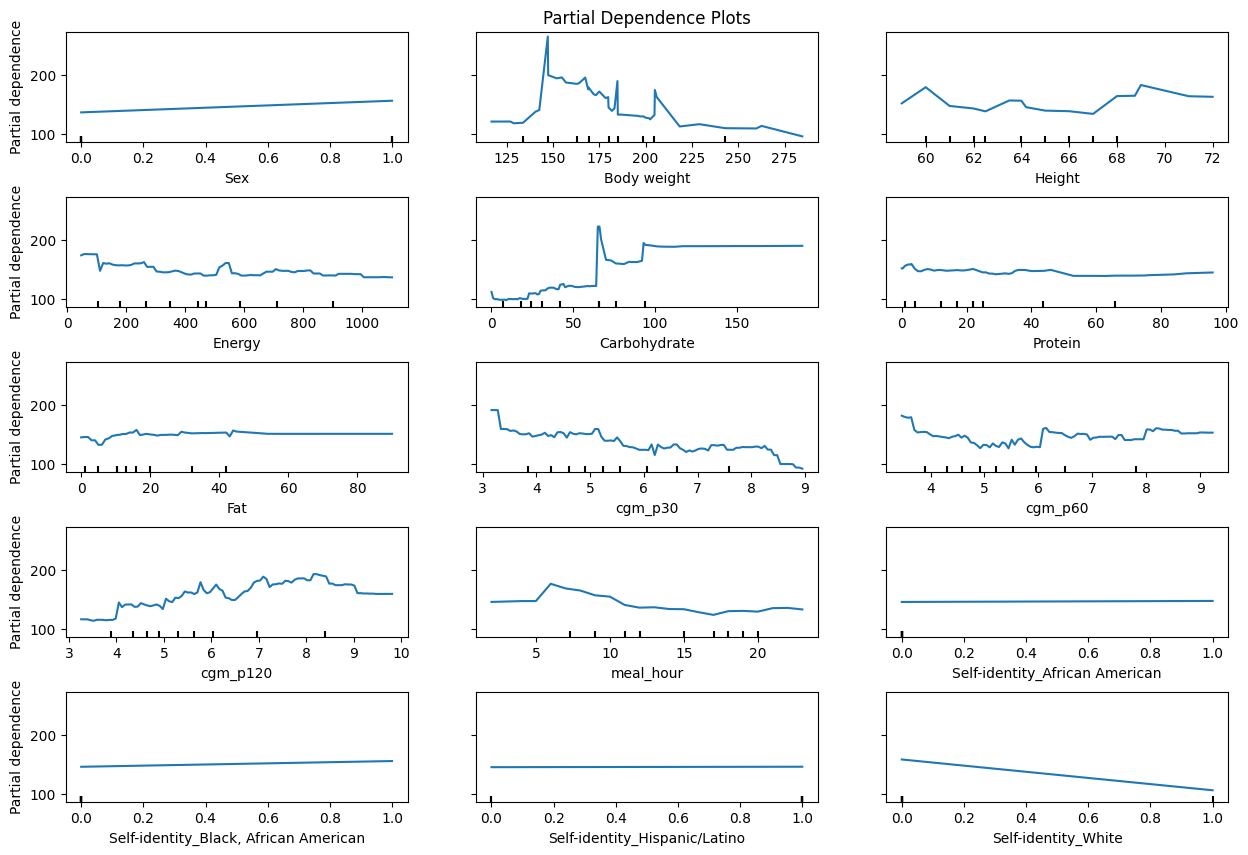 Partial Dependence Plots
Partial dependence
200
100
0.0 0.2 0.4 0.6 0.8 1.0
Sex
125 150 175 200 225 250 275
Body weight
60 62 64 66 68 70 72
Height
Partial dependence
200
100
0 200 400 600 800 1000
Energy
0 50 100 150
Carbohydrate
0 20 40 60 80 100
Protein
Partial dependence
200
100
0 20 40 60 80
Fat
3 4 5 6 7 8 9
cgm_p30
4 5 6 7 8 9
cgm_p60
Partial dependence
200
100
3 4 5 6 7 8 9 10
cgm_p120
5 10 15 20
meal_hour
0.0 0.2 0.4 0.6 0.8 1.0
Self-identity_African American
Partial dependence
200
100
0.0 0.2 0.4 0.6 0.8 1.0
Self-identity_Black, African American
0.0 0.2 0.4 0.6 0.8 1.0
Self-identity_Hispanic/Latino
0.0 0.2 0.4 0.6 0.8 1.0
Self-identity_White